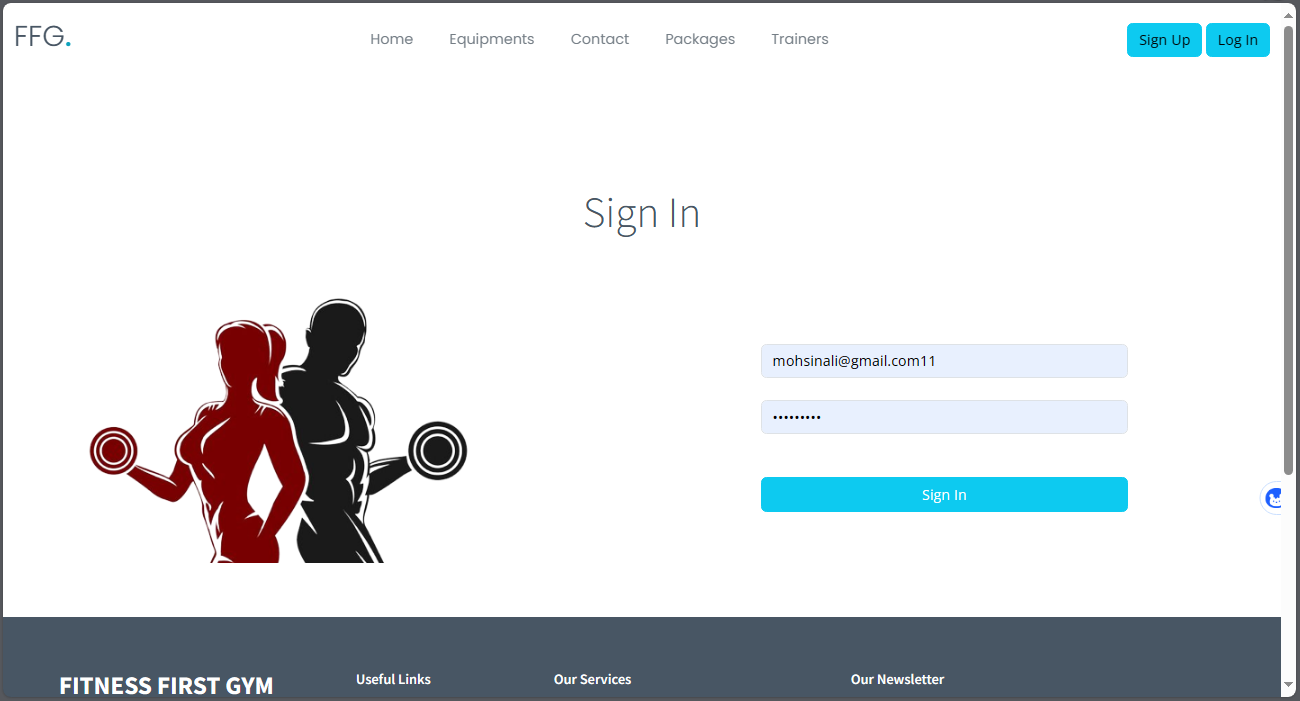 FFG.
Home Equipments Contact Packages Trainers
Sign Up Log In
Sign In
mohsinali@gmail.com11
•••••••••
Sign In
FITNESS FIRST GYM
Useful Links
Our Services
Our Newsletter